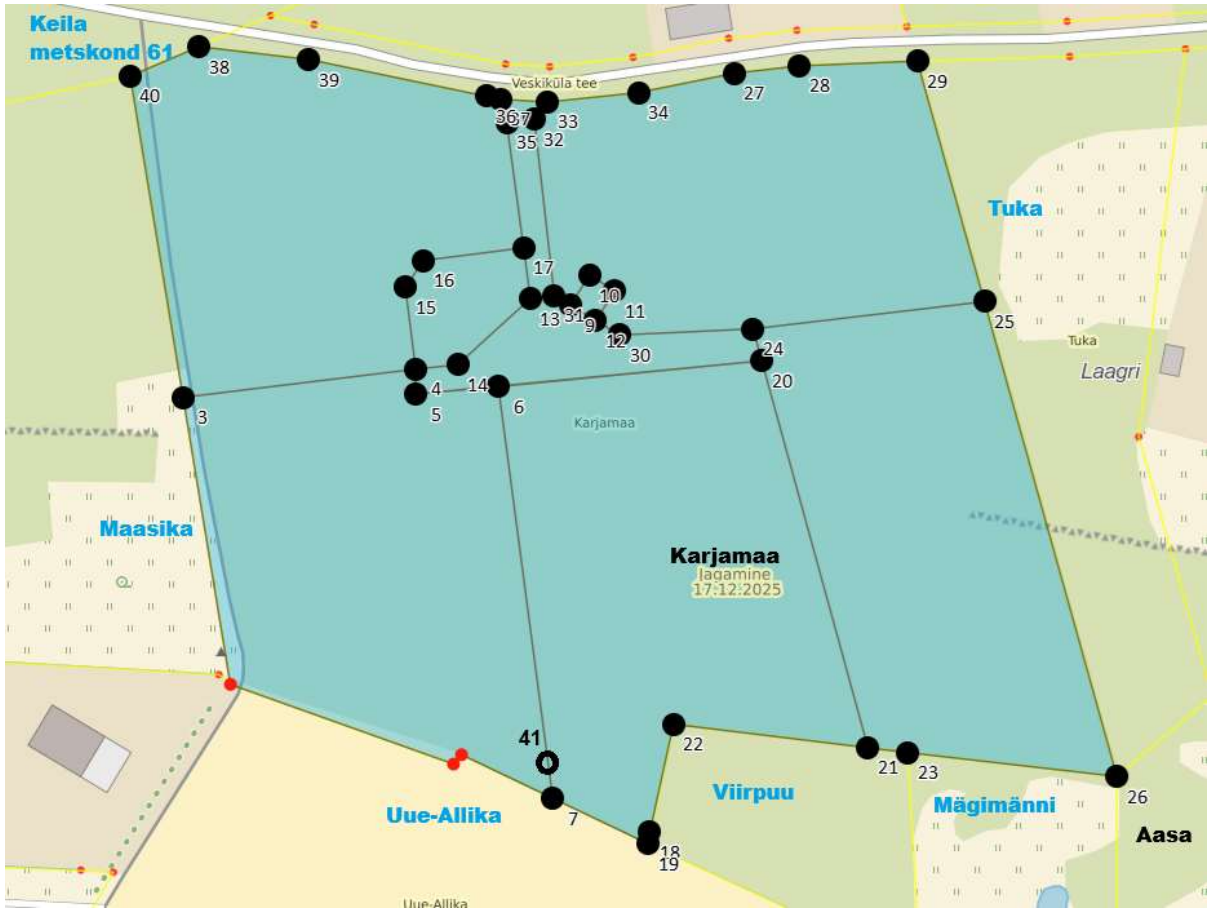 Keila
metskond 61
38
39
40
Veskiküla tee
36
37
35
33
32
34
27
28
29
Tuka
16
17
15
10
11
13
31
9
12
30
25
24
20
Tuka
Laagri
4
14
5
6
3
Karjamaa
Maasika
Karjamaa
Jagamine
17.12.2025
41
22
21
23
7
Uue-Allika
Viirpuu
Mägimänni
26
Aasa
18
19
Uue-Allika